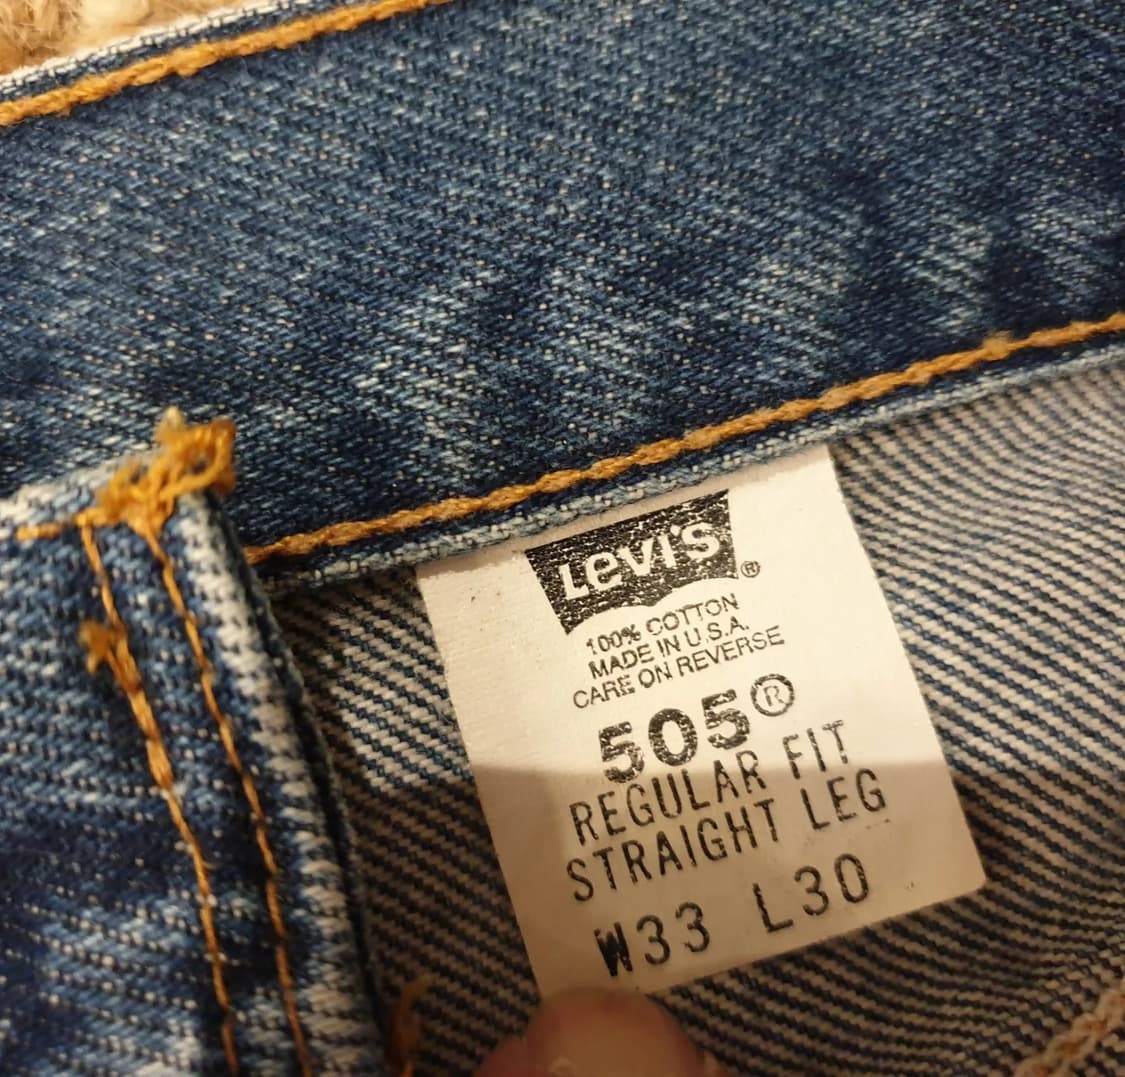 LEVI'S ®
100% COTTON
MADE IN U.S.A.
CARE ON REVERSE
505®
REGULAR FIT
STRAIGHT LEG
W33 L30